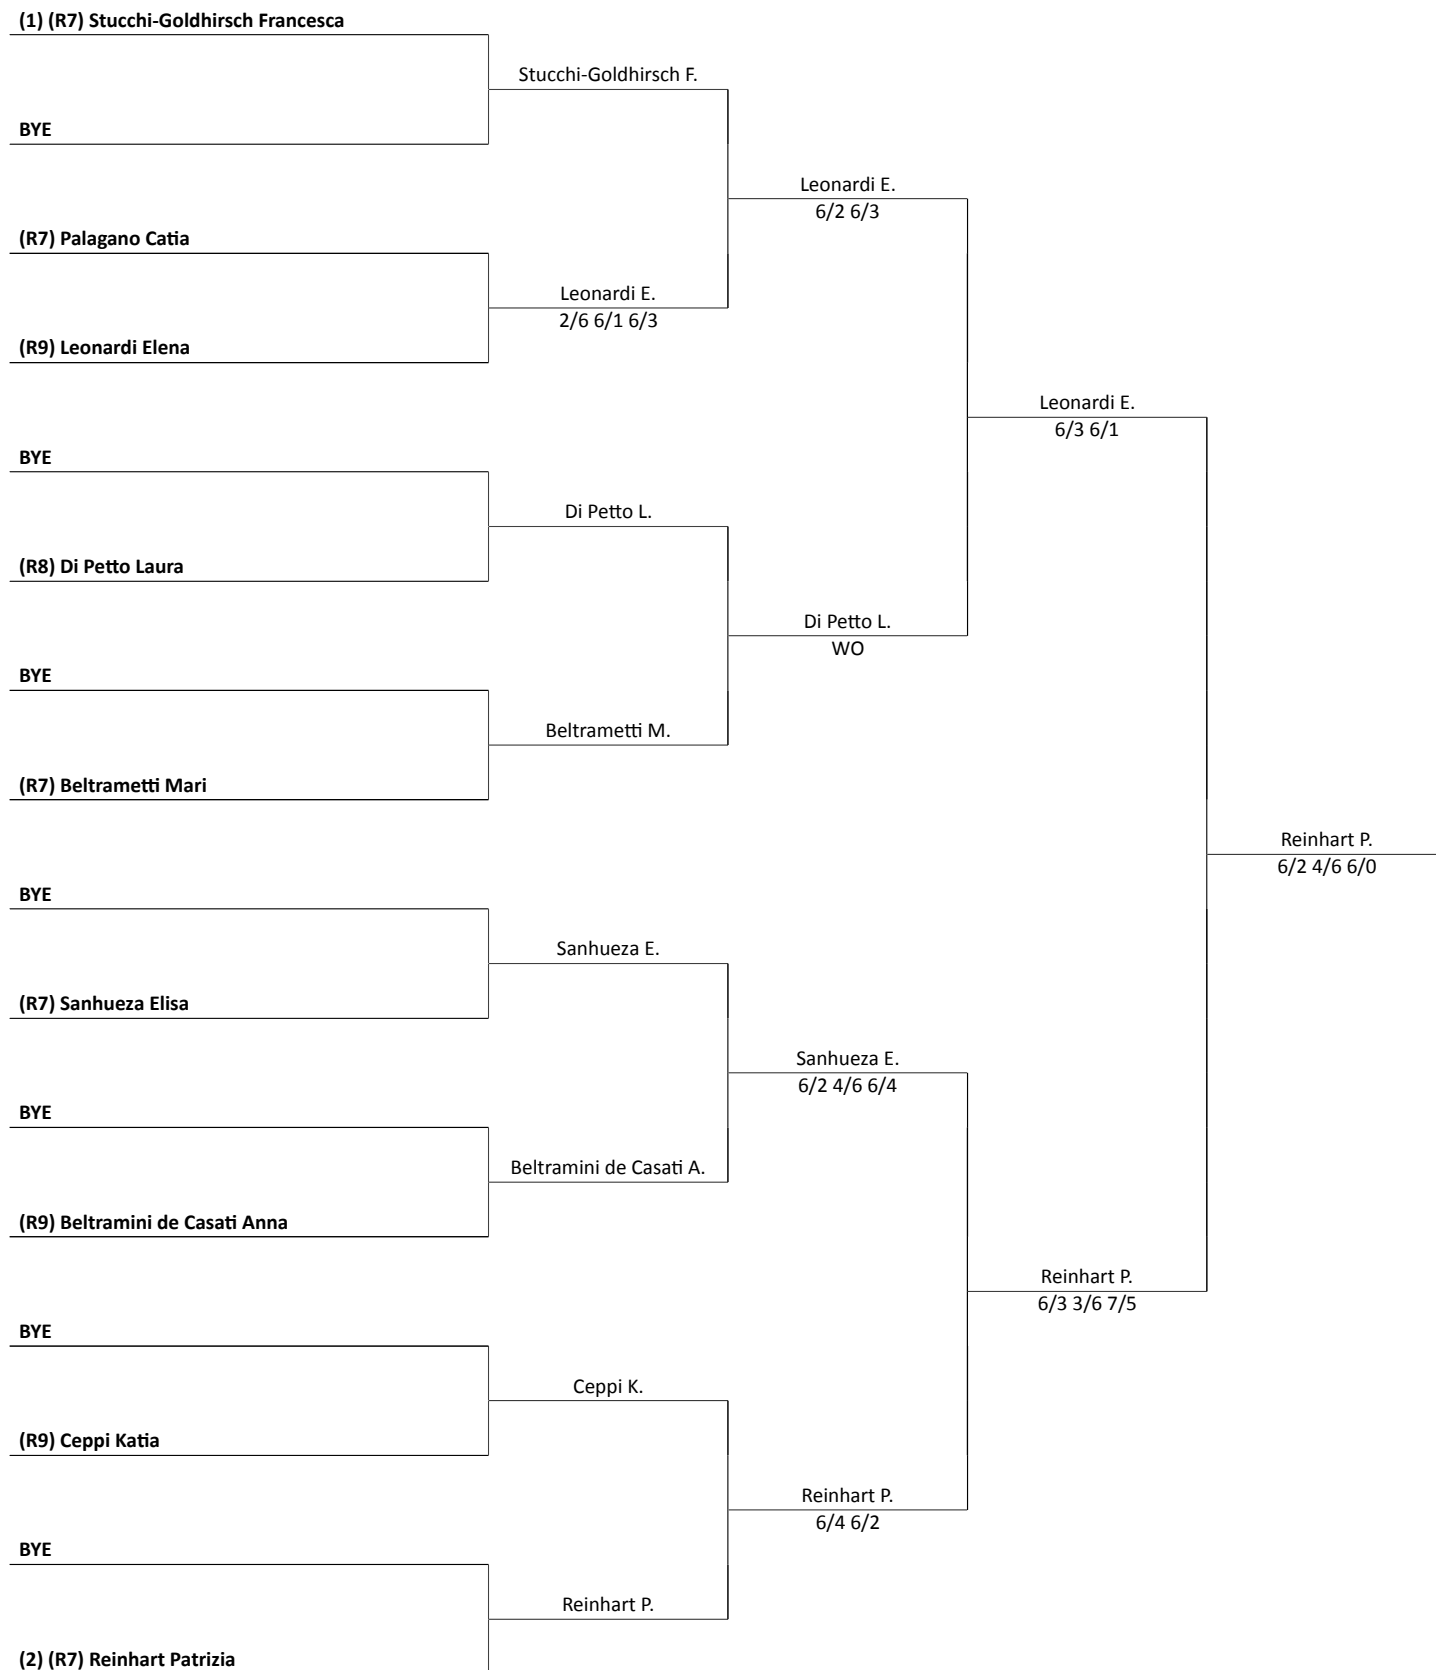 (1) (R7) Stucchi-Goldhirsch Francesca
Stucchi-Goldhirsch F.
BYE
Leonardi E.
6/2 6/3
(R7) Palagano Catia
Leonardi E.
2/6 6/1 6/3
(R9) Leonardi Elena
Leonardi E.
6/3 6/1
BYE
Di Petto L.
(R8) Di Petto Laura
Di Petto L.
WO
BYE
Beltrametti M.
(R7) Beltrametti Mari
Reinhart P.
6/2 4/6 6/0
BYE
Sanhueza E.
(R7) Sanhueza Elisa
Sanhueza E.
6/2 4/6 6/4
BYE
Beltramini de Casati A.
(R9) Beltramini de Casati Anna
Reinhart P.
6/3 3/6 7/5
BYE
Ceppi K.
(R9) Ceppi Katia
Reinhart P.
6/4 6/2
BYE
Reinhart P.
(2) (R7) Reinhart Patrizia